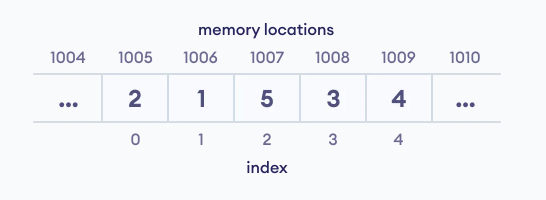 memory locations
1004 1005 1006 1007 1008 1009 1010
... 2 1 5 3 4 ...
0 1 2 3 4
index